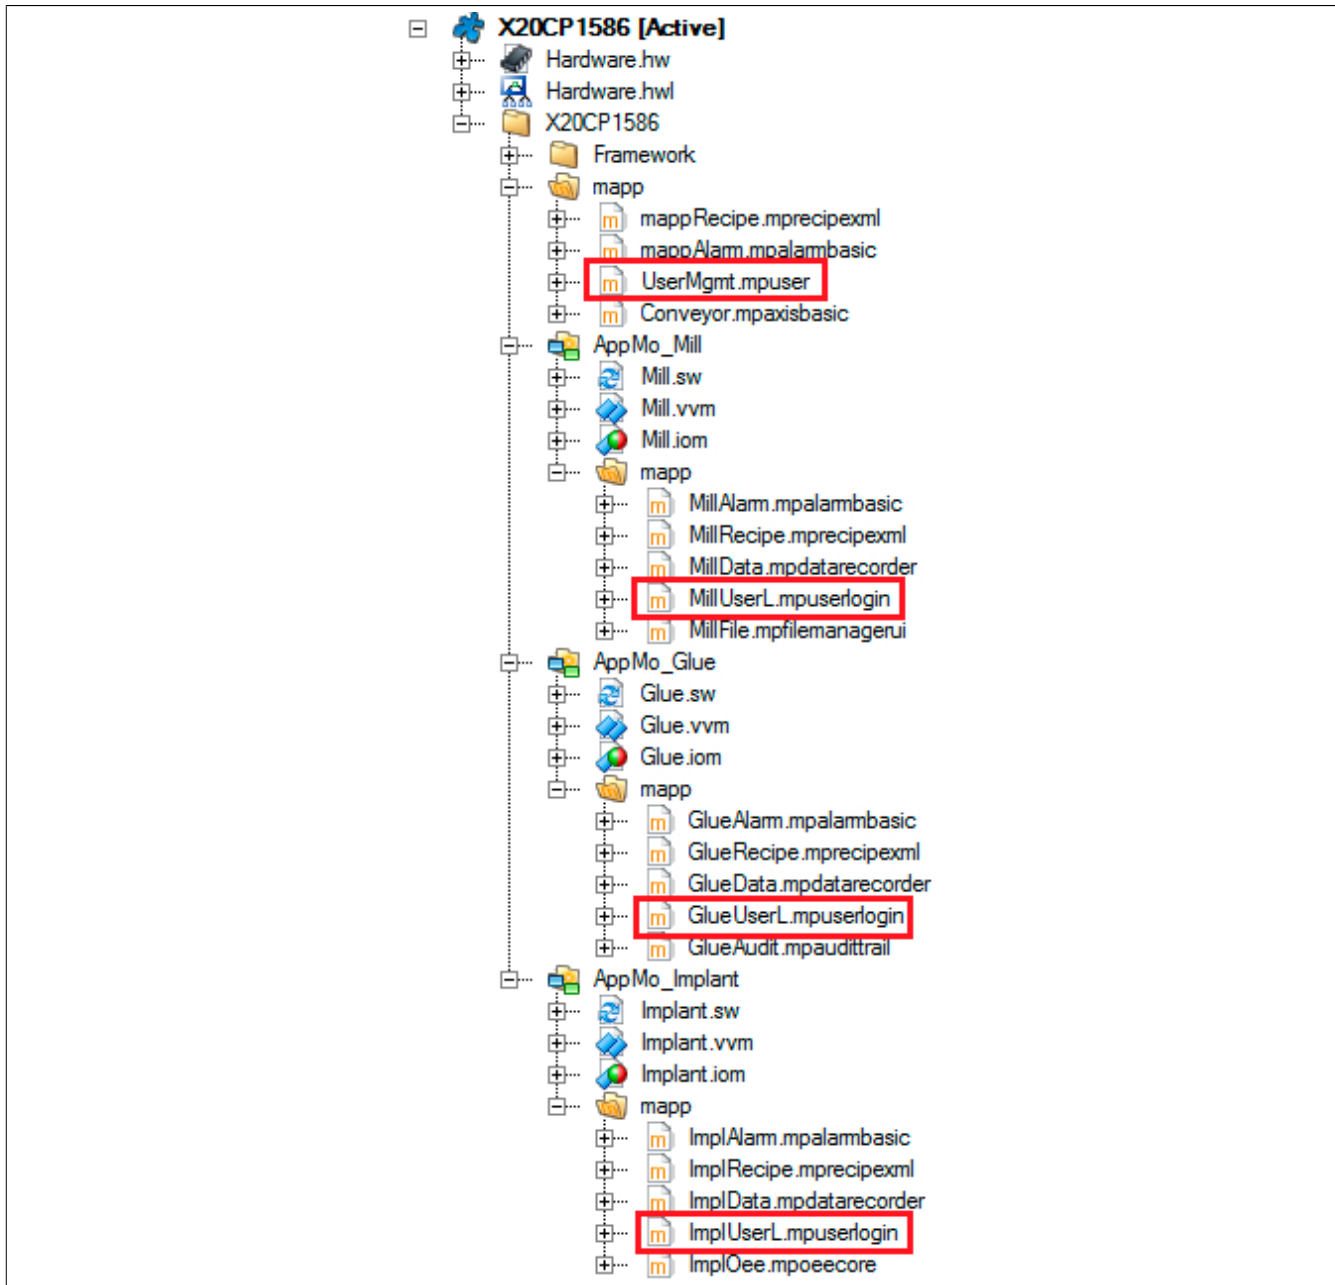 X20CP1586 [Active]
Hardware.hw
Hardware.hwl
X20CP1586
Framework
mapp
mappRecipe.mprecipexml
mappAlarm.mpalarmbasic
UserMgmt.mpuser
Conveyor.mpaxisbasic
AppMo_Mill
Mill.sw
Mill.vvm
Mill.iom
mapp
MillAlarm.mpalarmbasic
MillRecipe.mprecipexml
MillData.mpdatarecorder
MillUserL.mpuserlogin
MillFile.mpfilemanagerui
AppMo_Glue
Glue.sw
Glue.vvm
Glue.iom
mapp
GlueAlarm.mpalarmbasic
GlueRecipe.mprecipexml
GlueData.mpdatarecorder
GlueUserL.mpuserlogin
GlueAudit.mpaudittrail
AppMo_Implant
Implant.sw
Implant.vvm
Implant.iom
mapp
ImplAlarm.mpalarmbasic
ImplRecipe.mprecipexml
ImplData.mpdatarecorder
ImplUserL.mpuserlogin
ImplOee.mpoeecore